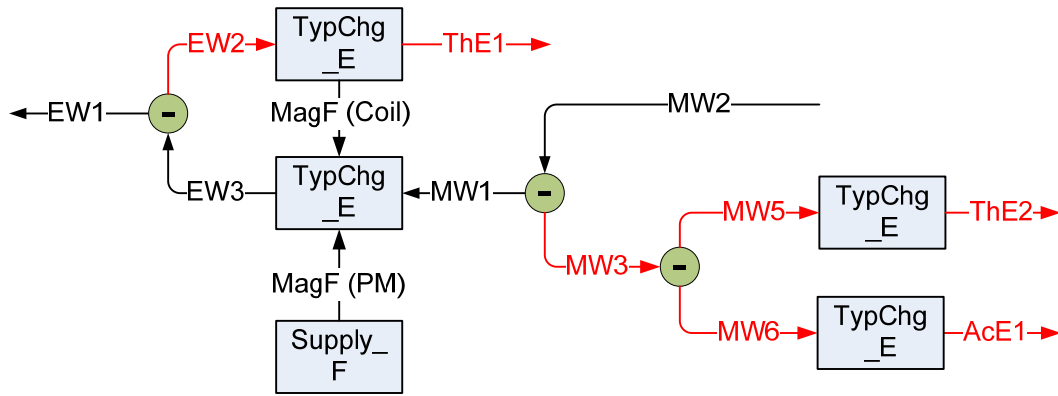 TypChg
_E
EW2
ThE1
EW1
MagF (Coil)
MW2
TypChg
_E
EW3
MW1
TypChg
_E
MW5
ThE2
MW3
MagF (PM)
Supply_
F
TypChg
_E
MW6
AcE1